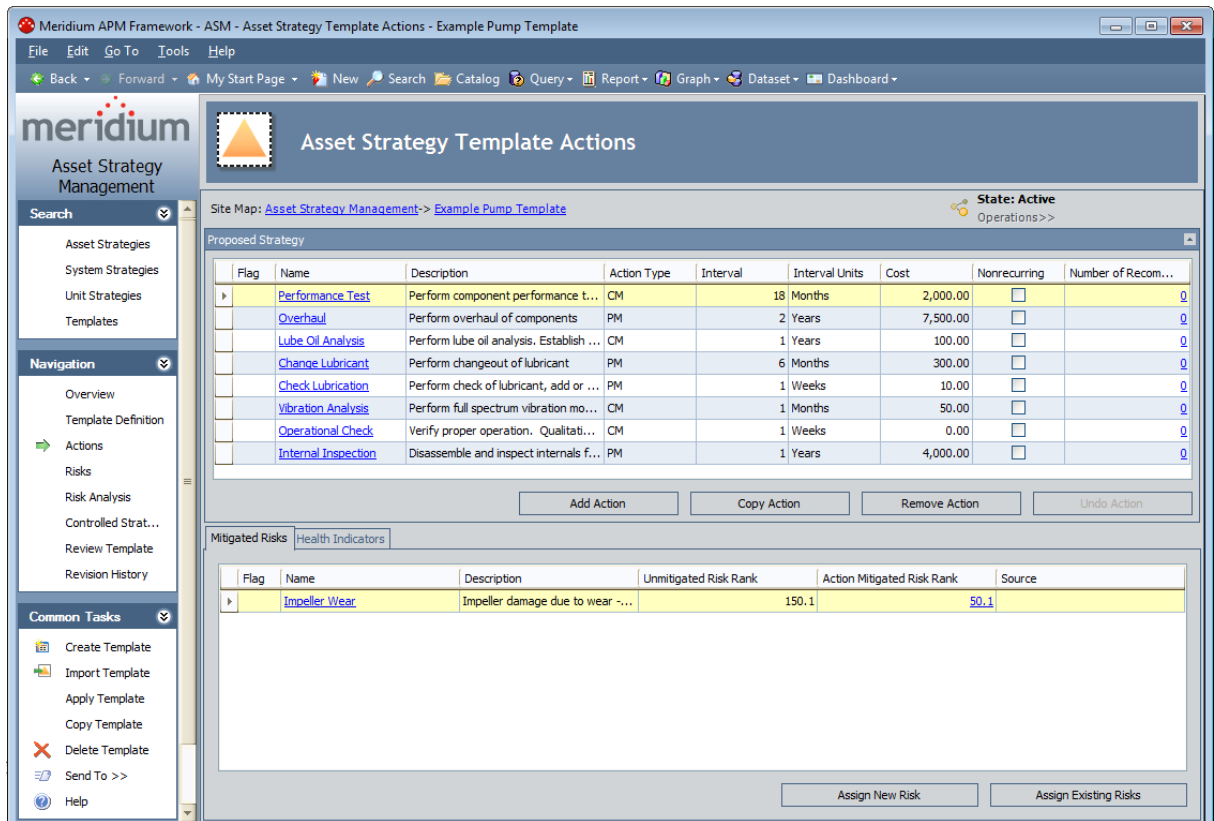 Meridium APM Framework - ASM - Asset Strategy Template Actions - Example Pump Template
File Edit Go To Tools Help
Back Forward My Start Page New Search Catalog Query Report Graph Dataset Dashboard
meridium
Asset Strategy
Management
Search
Asset Strategies
System Strategies
Unit Strategies
Templates
Navigation
Overview
Template Definition
Actions
Risks
Risk Analysis
Controlled Strat...
Review Template
Revision History
Common Tasks
Create Template
Import Template
Apply Template
Copy Template
Delete Template
Send To >>
Help
Asset Strategy Template Actions
Site Map: Asset Strategy Management-> Example Pump Template
State: Active
Operations>>
Proposed Strategy
Flag Name Description Action Type Interval Interval Units Cost Nonrecurring Number of Recom...
Performance Test Perform component performance t... CM 18 Months 2,000.00 0
Overhaul Perform overhaul of components PM 2 Years 7,500.00 0
Lube Oil Analysis Perform lube oil analysis. Establish ... CM 1 Years 100.00 0
Change Lubricant Perform changeout of lubricant PM 6 Months 300.00 0
Check Lubrication Perform check of lubricant, add or ... PM 1 Weeks 10.00 0
Vibration Analysis Perform full spectrum vibration mo... CM 1 Months 50.00 0
Operational Check Verify proper operation. Qualitati... CM 1 Weeks 0.00 0
Internal Inspection Disassemble and inspect internals f... PM 1 Years 4,000.00 0
Add Action Copy Action Remove Action Undo Action
Mitigated Risks Health Indicators
Flag Name Description Unmitigated Risk Rank Action Mitigated Risk Rank Source
Impeller Wear Impeller damage due to wear -... 150.1 50.1
Assign New Risk Assign Existing Risks